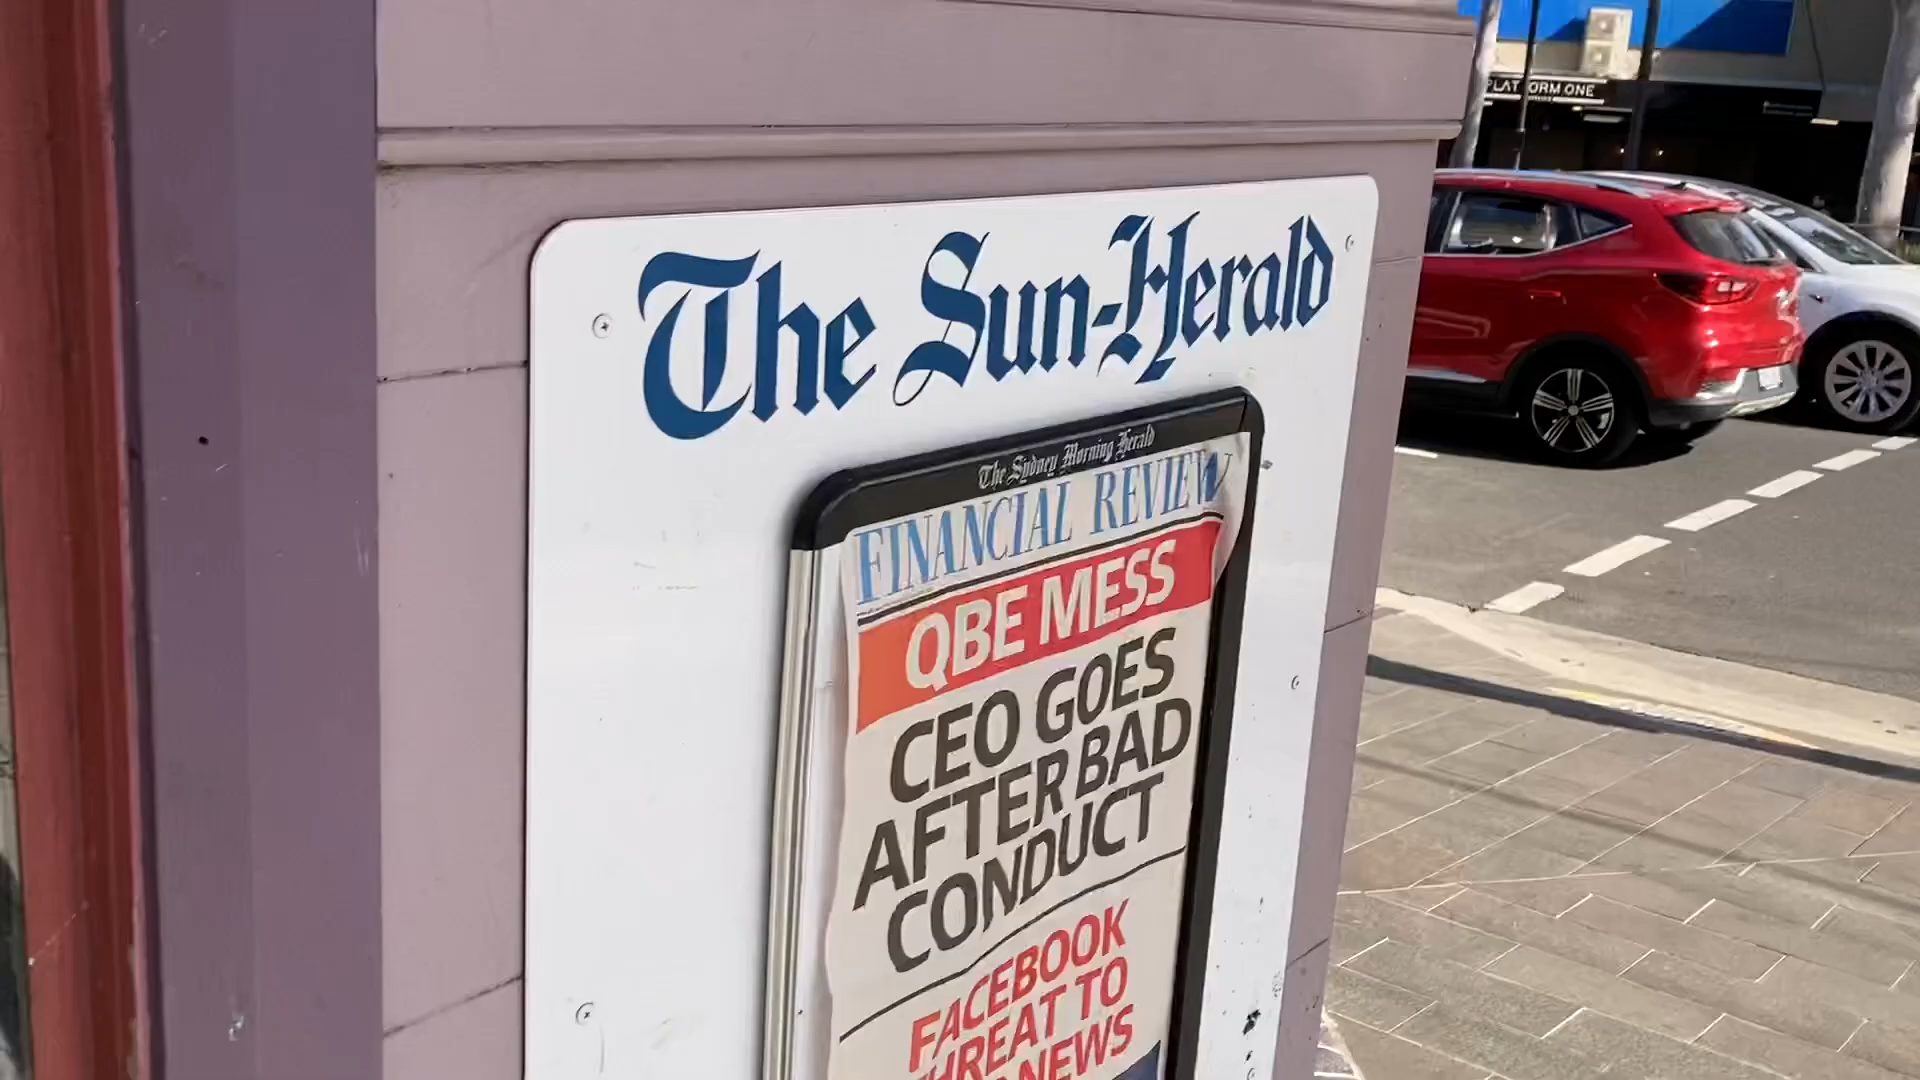 The Sun-Herald
The Sydney Morning Herald
FINANCIAL REVIEW
QBE MESS
CEO GOES
AFTER BAD
CONDUCT
FACEBOOK
THREAT TO
NEWS
PLATFORM ONE